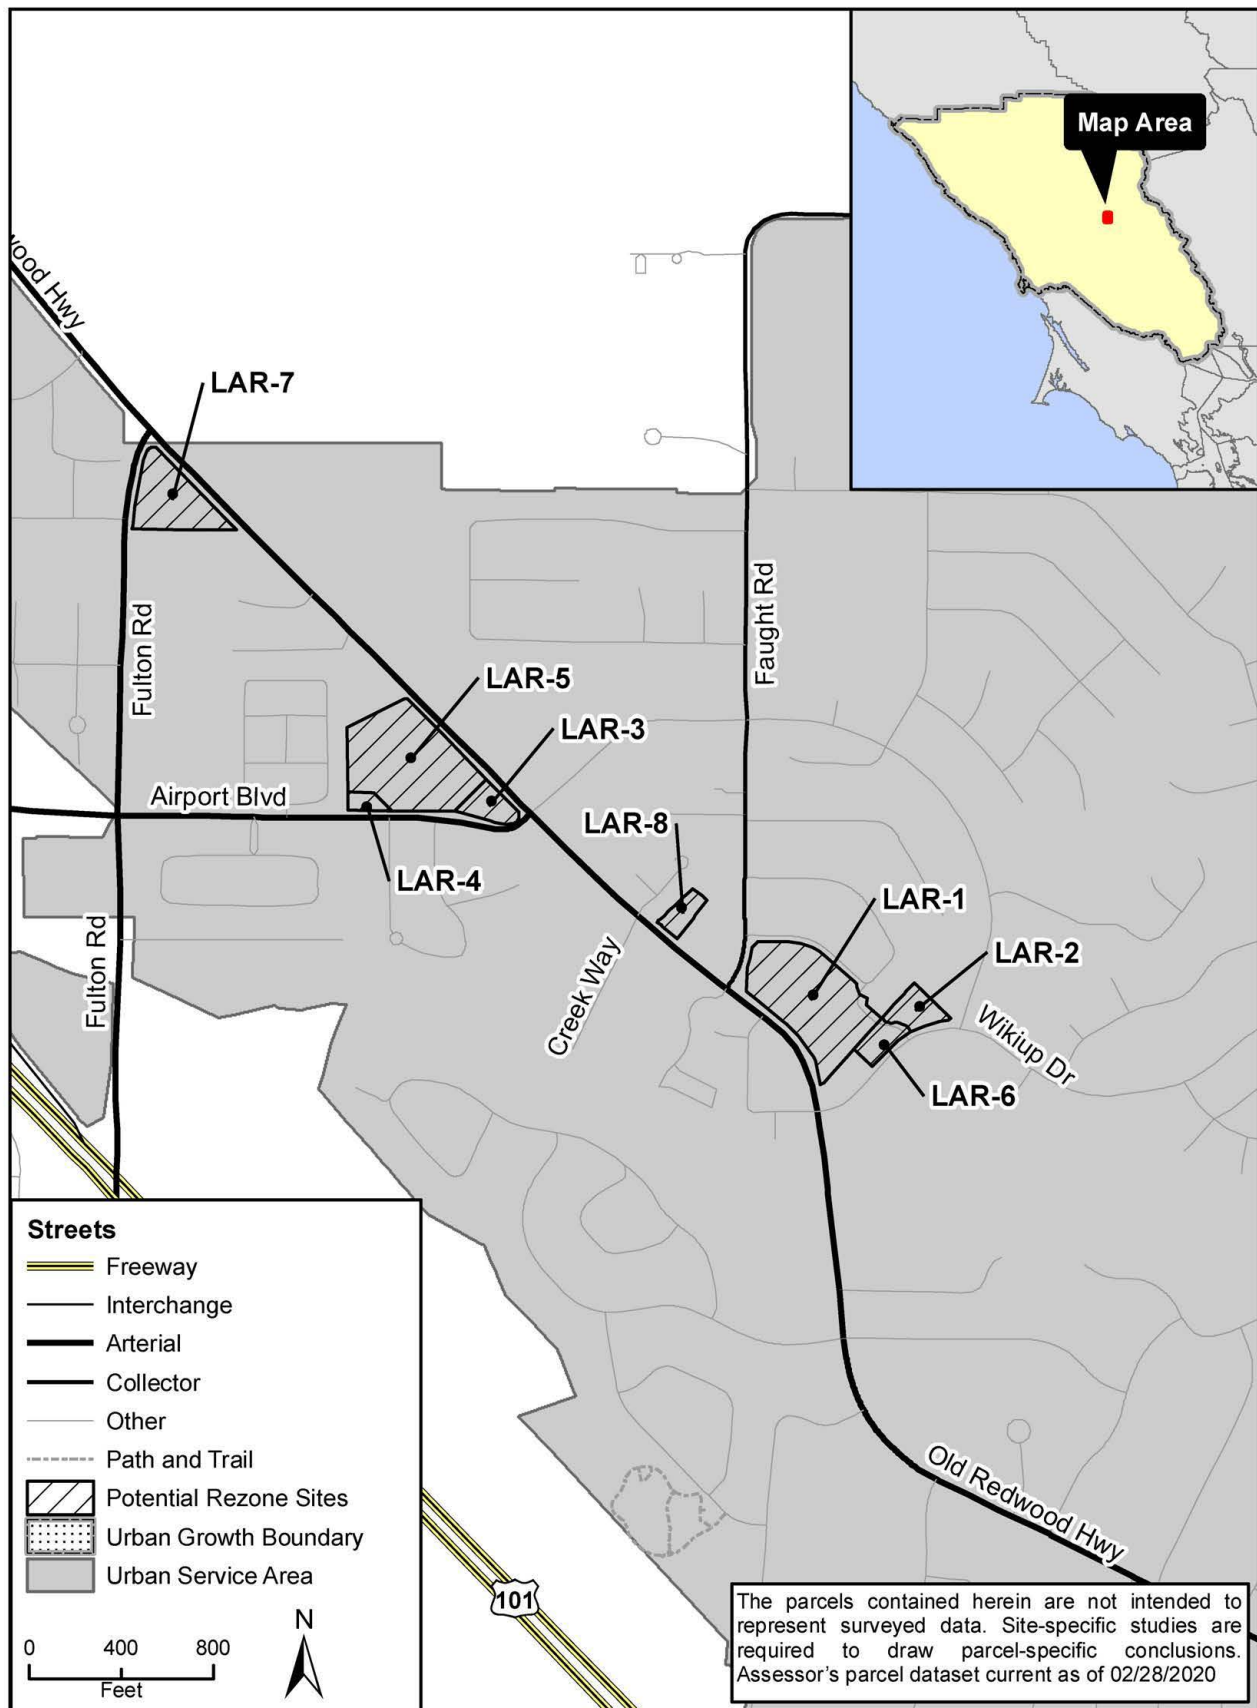 Map Area
wood Hwy
LAR-7
Fulton Rd
Faught Rd
LAR-5
LAR-3
Airport Blvd
LAR-8
LAR-4
LAR-1
Fulton Rd
LAR-2
Creek Way
Wikiup Dr
LAR-6
Streets
Freeway
Interchange
Arterial
Collector
Other
Path and Trail
Potential Rezone Sites
Urban Growth Boundary
Urban Service Area
N
0 400 800
Feet
Old Redwood Hwy
101
The parcels contained herein are not intended to
represent surveyed data. Site-specific studies are
required to draw parcel-specific conclusions.
Assessor's parcel dataset current as of 02/28/2020